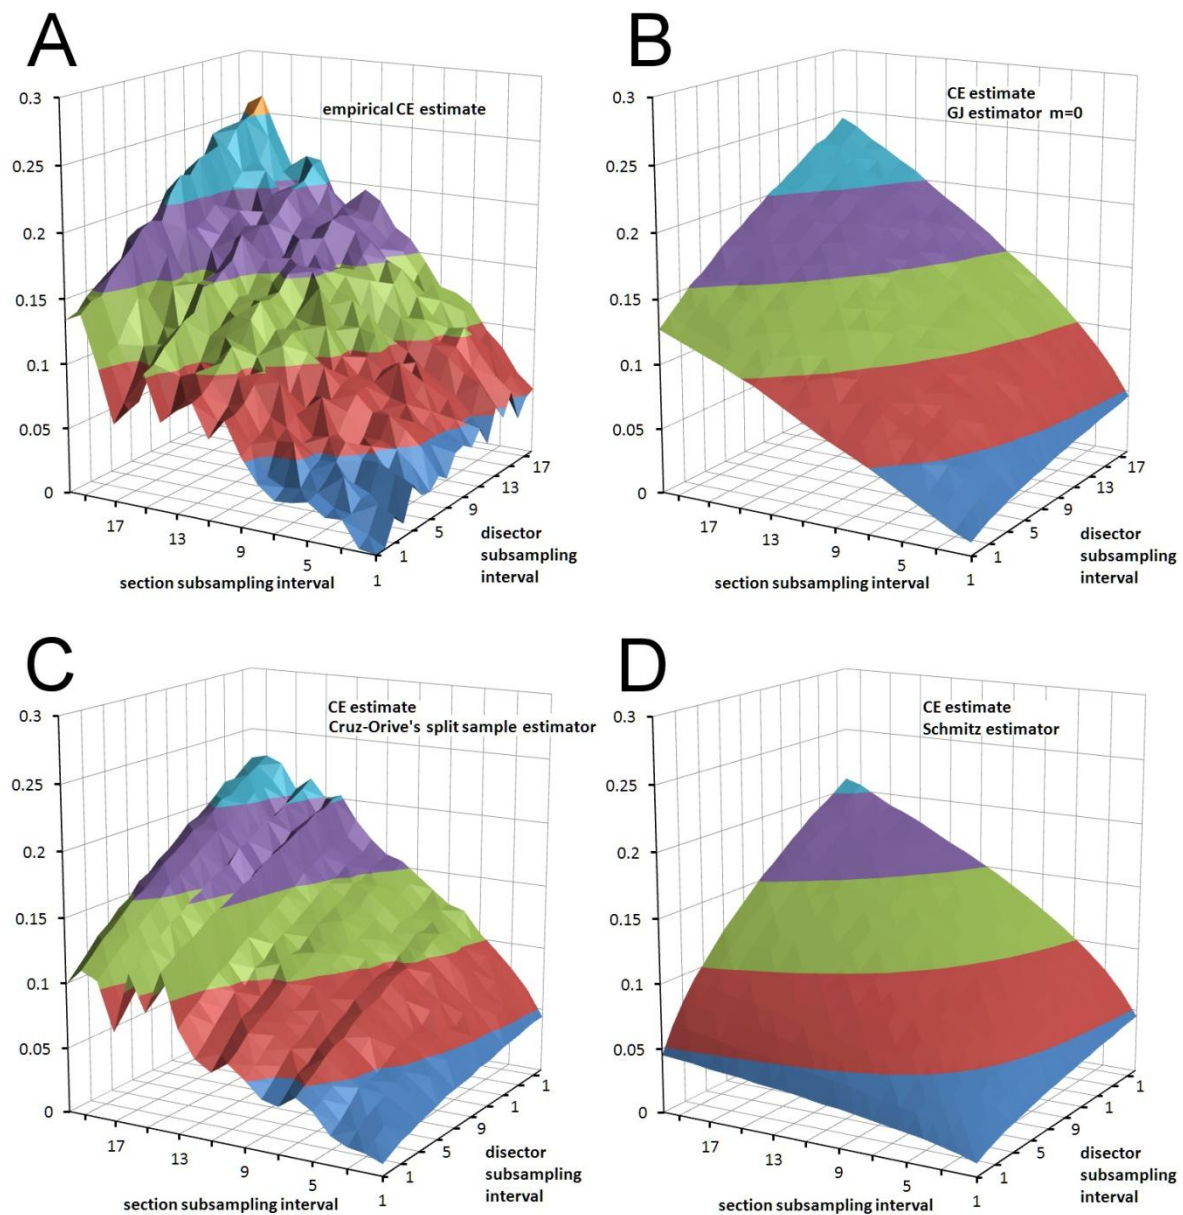 A
empirical CE estimate
0.3
0.25
0.2
0.15
0.1
0.05
0
17
13
9
5
1
section subsampling interval
1
5
9
13
17
disector
subsampling
interval
B
CE estimate
GJ estimator m=0
0.3
0.25
0.2
0.15
0.1
0.05
0
17
13
9
5
1
section subsampling interval
1
5
9
13
17
disector
subsampling
interval
C
CE estimate
Cruz-Orive's split sample estimator
0.3
0.25
0.2
0.15
0.1
0.05
0
17
13
9
5
1
section subsampling interval
1
5
9
1
1
disector
subsampling
interval
D
CE estimate
Schmitz estimator
0.3
0.25
0.2
0.15
0.1
0.05
0
17
13
9
5
1
section subsampling interval
1
5
9
1
1
disector
subsampling
interval